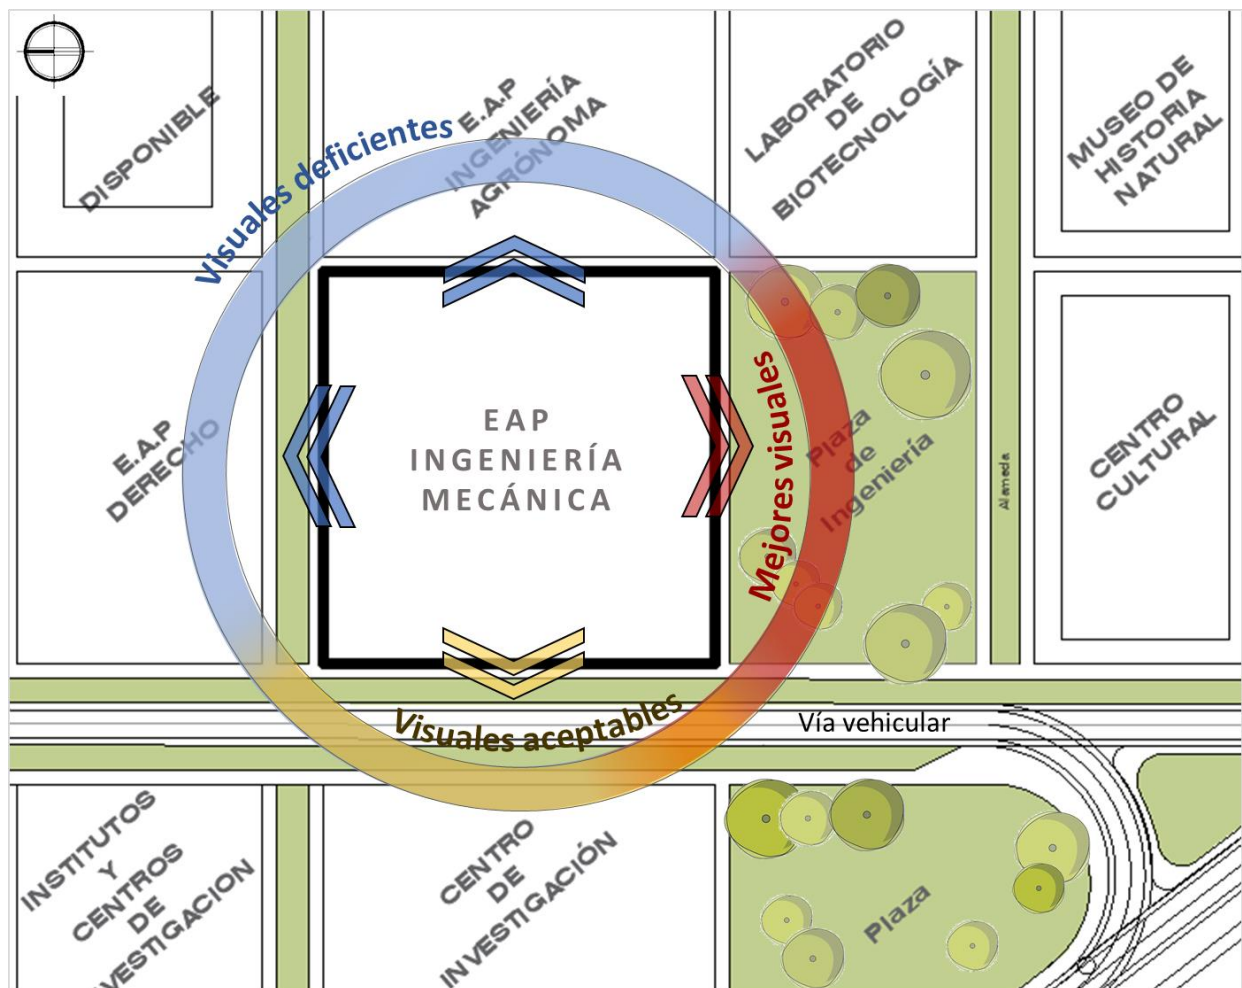 DISPONIBLE
E.A.P
INGENIERÍA
AGRÓNOMA
LABORATORIO
DE
BIOTECNOLOGÍA
MUSEO DE
HISTORIA
NATURAL
Visuales deficientes
E.A.P
DERECHO
EAP
INGENIERÍA
MECÁNICA
Mejores visuales
Plaza
de
Ingeniería
Alameda
CENTRO
CULTURAL
Visuales aceptables
Vía vehicular
INSTITUTOS
Y
CENTROS
DE
NVESTIGACION
CENTRO
DE
INVESTIGACIÓN
Plaza